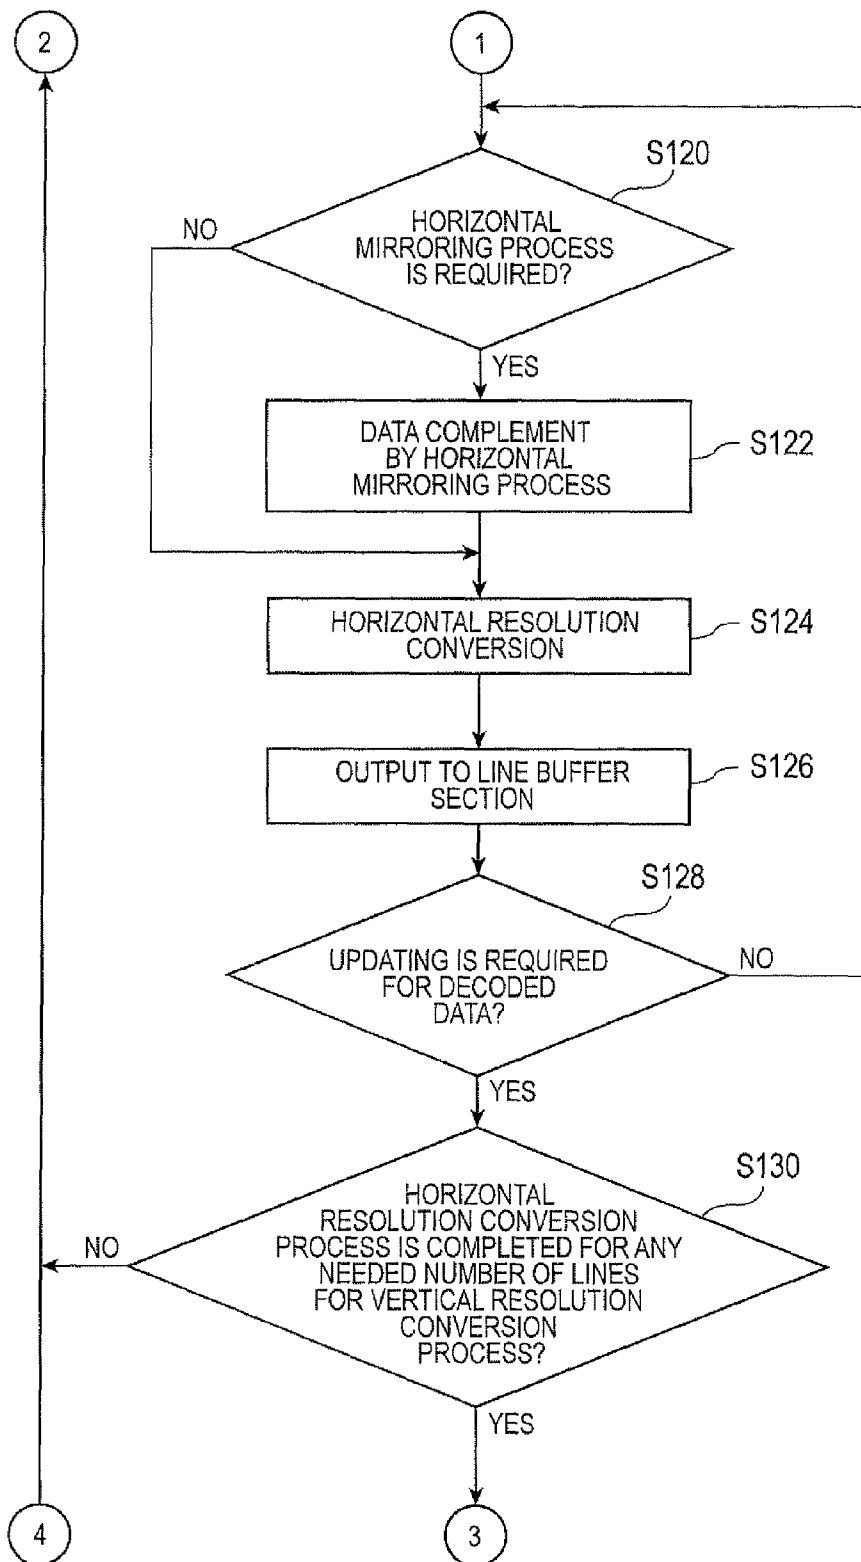 2
1
S120
NO
HORIZONTAL
MIRRORING PROCESS
IS REQUIRED?
YES
DATA COMPLEMENT
BY HORIZONTAL
MIRRORING PROCESS
S122
HORIZONTAL RESOLUTION
CONVERSION
S124
OUTPUT TO LINE BUFFER
SECTION
S126
S128
UPDATING IS REQUIRED
FOR DECODED
DATA?
NO
YES
S130
HORIZONTAL
RESOLUTION CONVERSION
PROCESS IS COMPLETED FOR ANY
NEEDED NUMBER OF LINES
FOR VERTICAL RESOLUTION
CONVERSION
PROCESS?
NO
YES
4
3